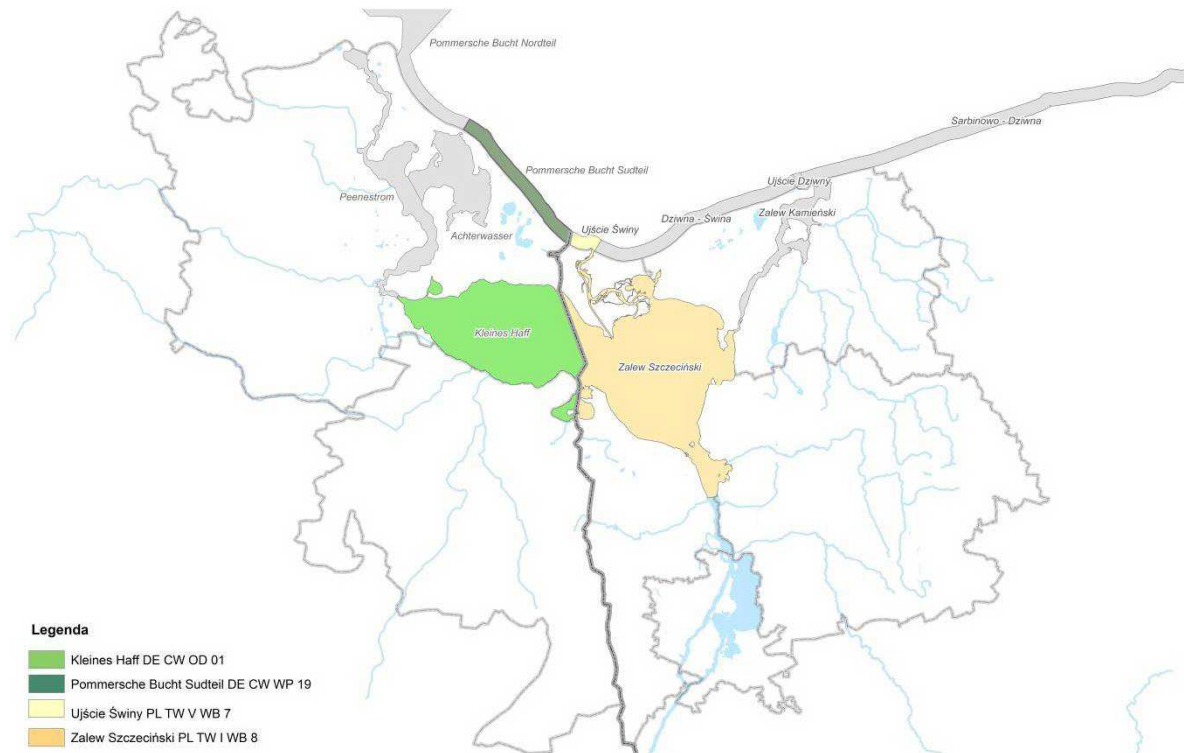 Pommersche Bucht Nordteil
Sarbinowo - Dziwna
Pommersche Bucht Sudteil
Ujście Dziwny
Peenestrom
Zalew Kamieński
Dziwna - Świna
Ujście Świny
Achterwasser
Kleines Haff
Zalew Szczeciński
Legenda
Kleines Haff DE CW OD 01
Pommersche Bucht Sudteil DE CW WP 19
Ujście Świny PL TW V WB 7
Zalew Szczeciński PL TW I WB 8